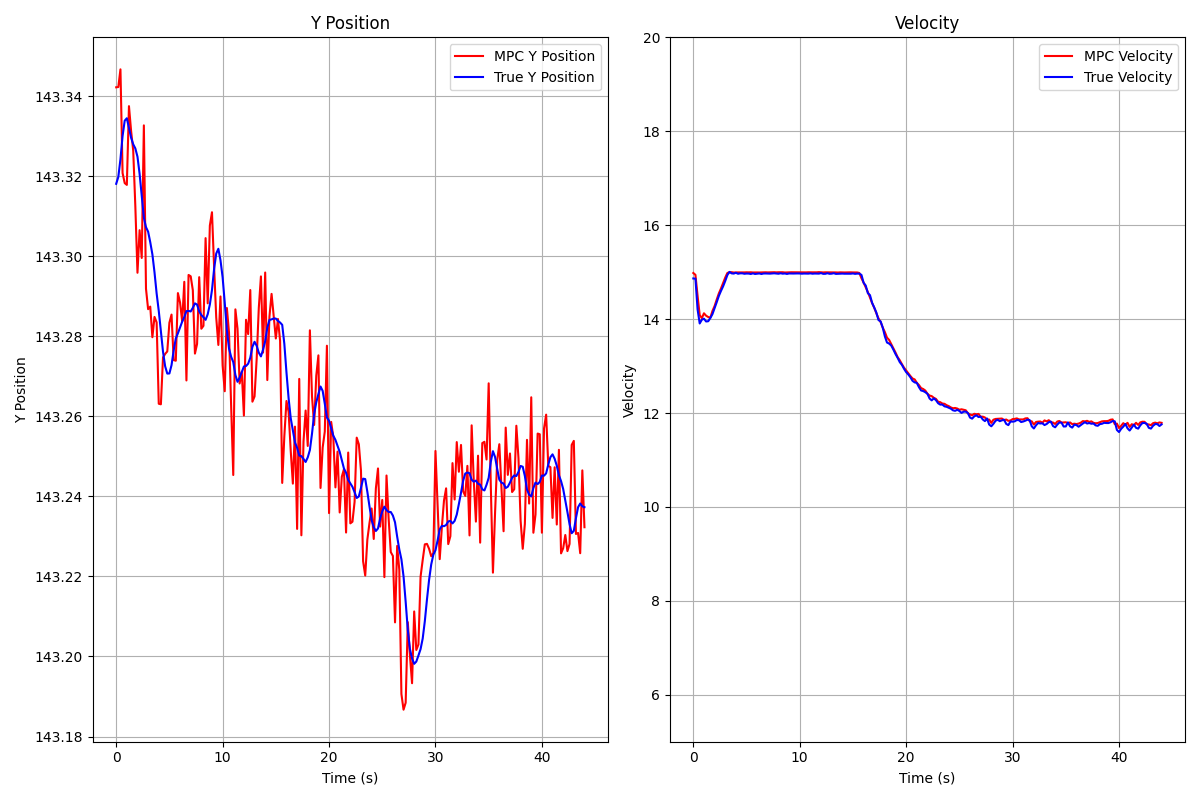 Y Position
MPC Y Position
True Y Position
143.34
143.32
143.30
143.28
143.26
143.24
143.22
143.20
143.18
Y Position
0
10
20
30
40
Time (s)
Velocity
MPC Velocity
True Velocity
20
18
16
14
12
10
8
6
Velocity
0
10
20
30
40
Time (s)